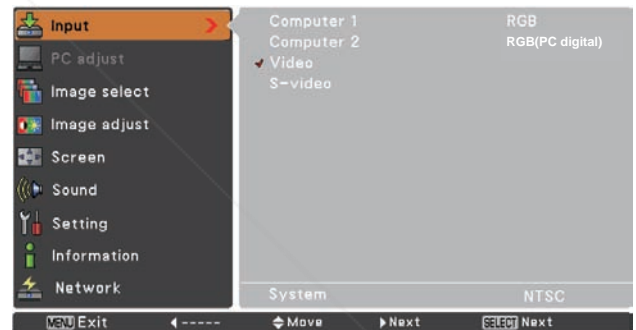 Input
PC adjust
Image select
Image adjust
Screen
Sound
Setting
Information
Network
Computer 1 RGB
Computer 2 RGB(PC digital)
Video
S-video
System NTSC
MENU Exit ----- Move Next SELECT Next